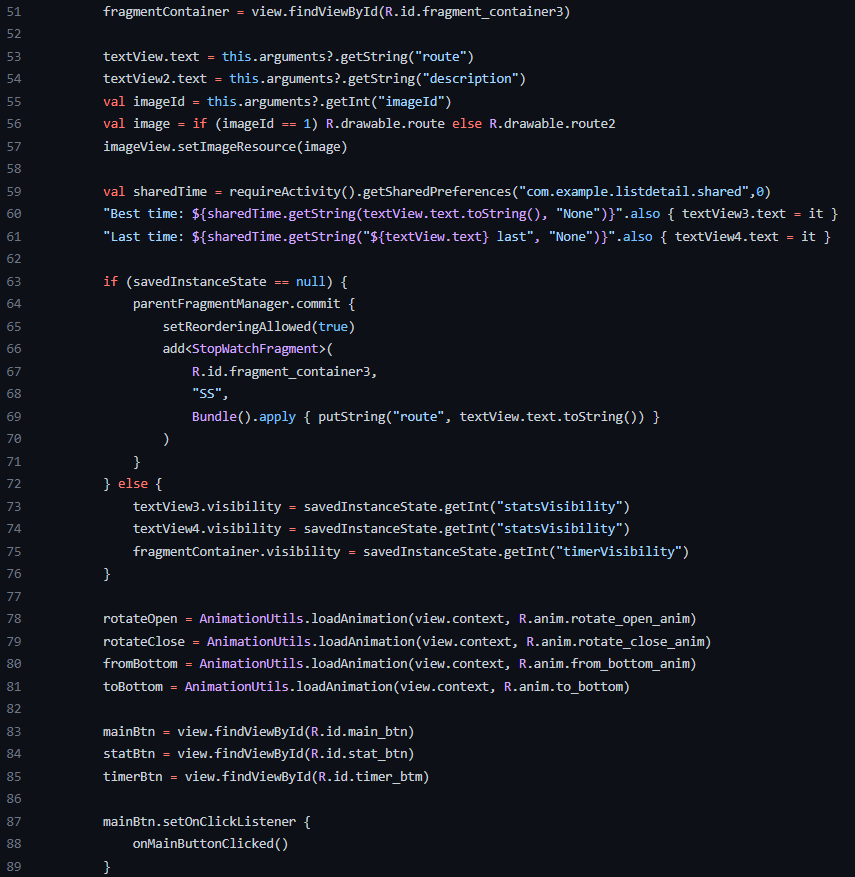 51 fragmentContainer = view.findViewById(R.id.fragment_container3)
52
53 textView.text = this.arguments?.getString("route")
54 textView2.text = this.arguments?.getString("description")
55 val imageId = this.arguments?.getInt("imageId")
56 val image = if (imageId == 1) R.drawable.route else R.drawable.route2
57 imageView.setImageResource(image)
58
59 val sharedTime = requireActivity().getSharedPreferences("com.example.listdetail.shared",0)
60 "Best time: ${sharedTime.getString(textView.text.toString(), "None")}".also { textView3.text = it }
61 "Last time: ${sharedTime.getString("${textView.text} last", "None")}".also { textView4.text = it }
62
63 if (savedInstanceState == null) {
64 parentFragmentManager.commit {
65 setReorderingAllowed(true)
66 add<StopWatchFragment>(
67 R.id.fragment_container3,
68 "SS",
69 Bundle().apply { putString("route", textView.text.toString()) }
70 )
71 }
72 } else {
73 textView3.visibility = savedInstanceState.getInt("statsVisibility")
74 textView4.visibility = savedInstanceState.getInt("statsVisibility")
75 fragmentContainer.visibility = savedInstanceState.getInt("timerVisibility")
76 }
77
78 rotateOpen = AnimationUtils.loadAnimation(view.context, R.anim.rotate_open_anim)
79 rotateClose = AnimationUtils.loadAnimation(view.context, R.anim.rotate_close_anim)
80 fromBottom = AnimationUtils.loadAnimation(view.context, R.anim.from_bottom_anim)
81 toBottom = AnimationUtils.loadAnimation(view.context, R.anim.to_bottom)
82
83 mainBtn = view.findViewById(R.id.main_btn)
84 statBtn = view.findViewById(R.id.stat_btn)
85 timerBtn = view.findViewById(R.id.timer_btm)
86
87 mainBtn.setOnClickListener {
88 onMainButtonClicked()
89 }